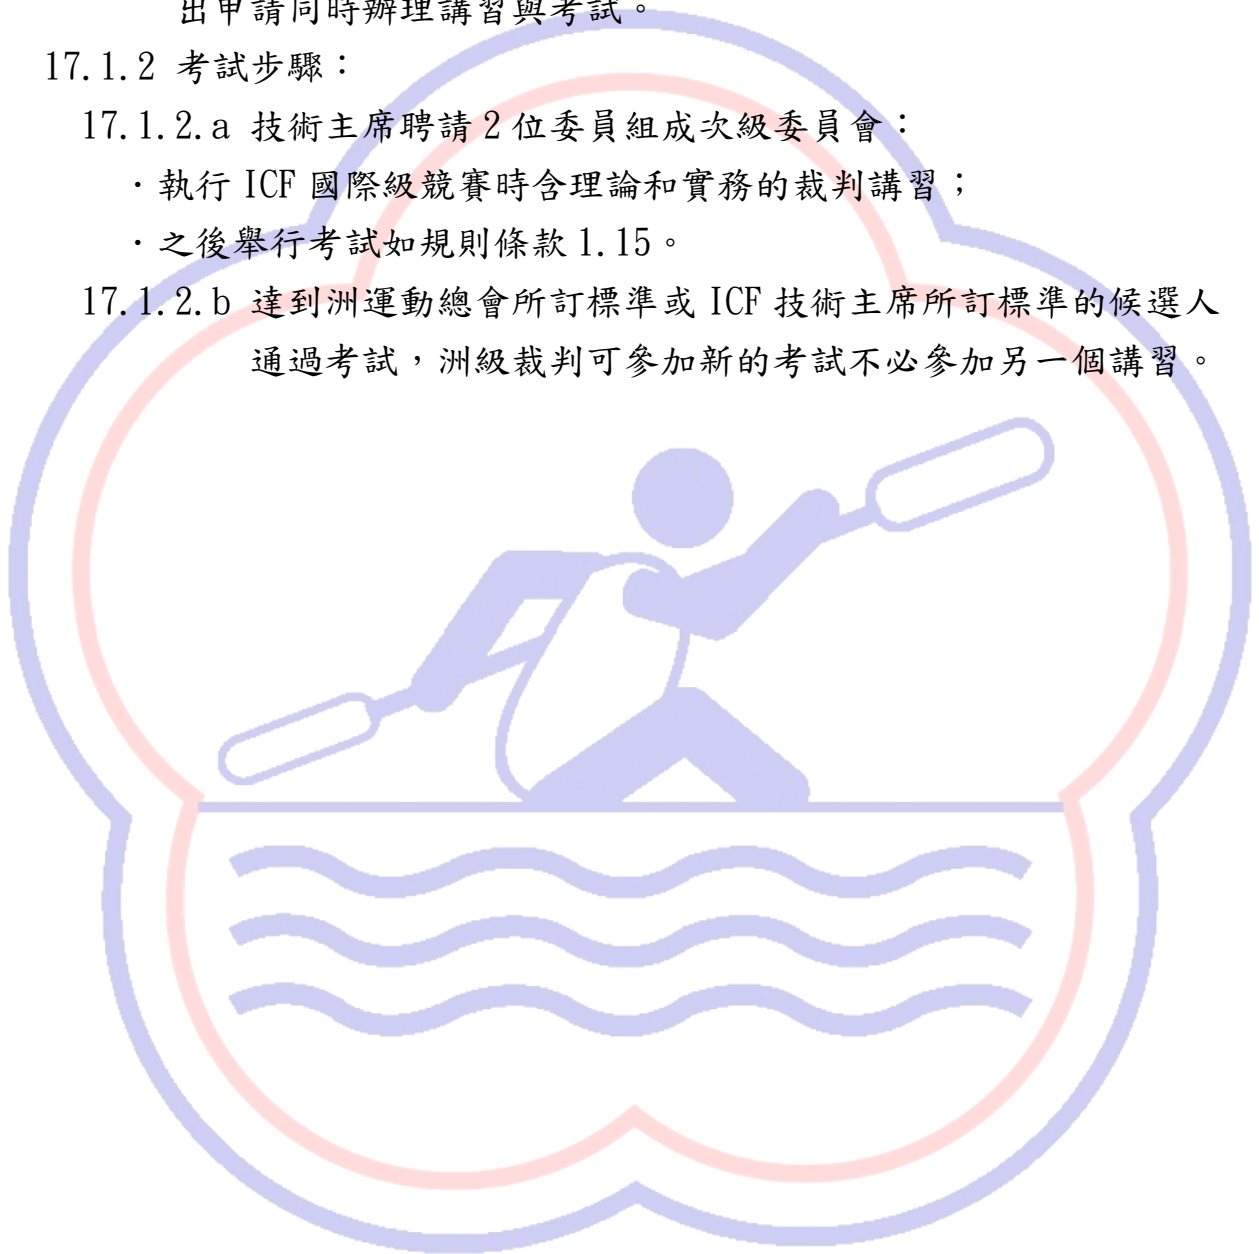 出申請同時辦理講習與考試。
17.1.2 考試步驟：
17.1.2.a 技術主席聘請2位委員組成次級委員會：
·執行 ICF 國際級競賽時含理論和實務的裁判講習；
·之後舉行考試如規則條款 1.15。
17.1.2.b 達到洲運動總會所訂標準或 ICF 技術主席所訂標準的候選人
通過考試，洲級裁判可參加新的考試不必參加另一個講習。